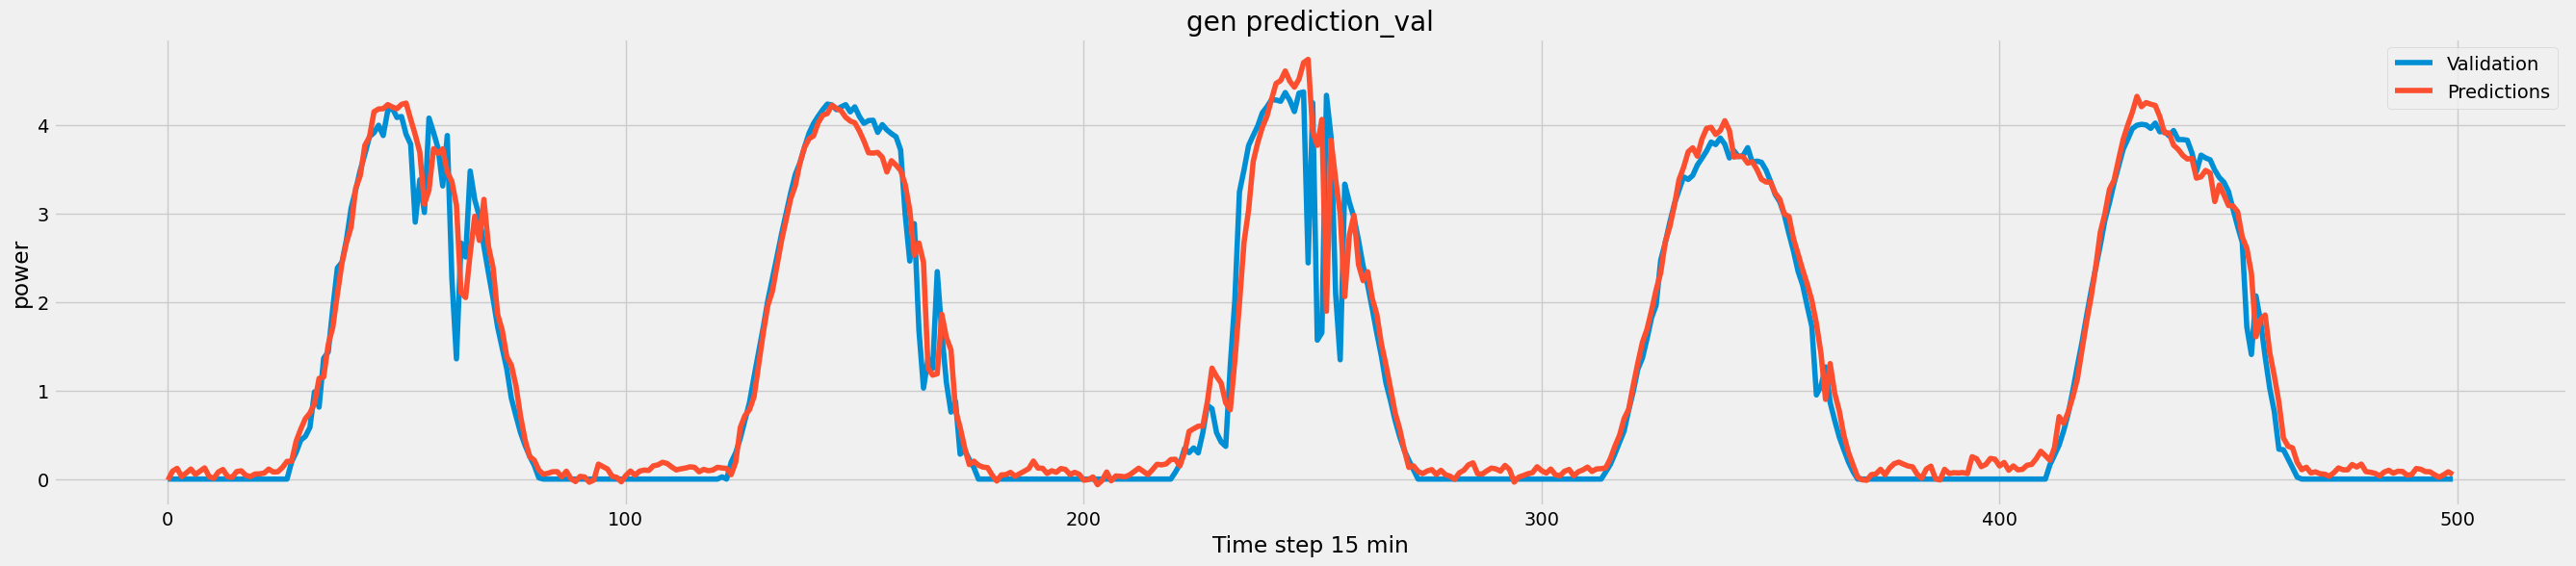 gen prediction_val
Validation
Predictions
power
4
3
2
1
0
0 100 200 300 400 500
Time step 15 min